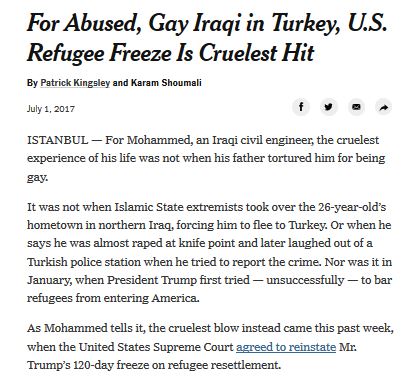 For Abused, Gay Iraqi in Turkey, U.S.
Refugee Freeze Is Cruelest Hit
By Patrick Kingsley and Karam Shoumali
July 1, 2017
ISTANBUL — For Mohammed, an Iraqi civil engineer, the cruelest
experience of his life was not when his father tortured him for being
gay.
It was not when Islamic State extremists took over the 26-year-old’s
hometown in northern Iraq, forcing him to flee to Turkey. Or when he
says he was almost raped at knife point and later laughed out of a
Turkish police station when he tried to report the crime. Nor was it in
January, when President Trump first tried — unsuccessfully — to bar
refugees from entering America.
As Mohammed tells it, the cruelest blow instead came this past week,
when the United States Supreme Court agreed to reinstate Mr.
Trump’s 120-day freeze on refugee resettlement.